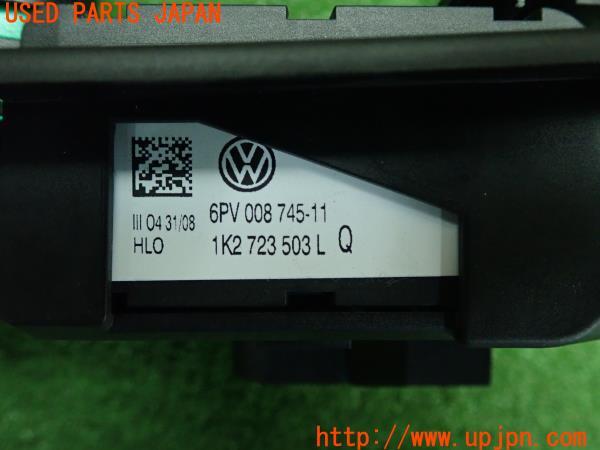 USED PARTS JAPAN
III 04 31/08
HLO
6PV 008 745-11
1K2 723 503 L Q
http://www.upjpn.com